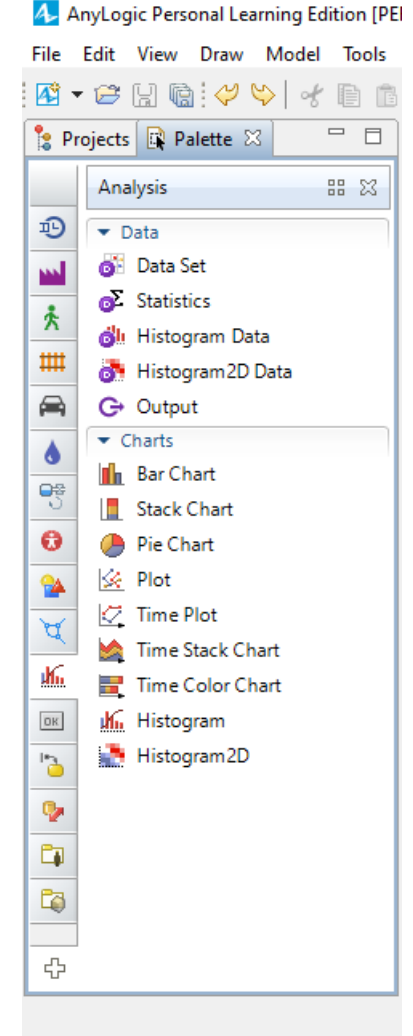 AnyLogic Personal Learning Edition [PE
File Edit View Draw Model Tools
Projects Palette
Analysis
Data
Data Set
Statistics
Histogram Data
Histogram2D Data
Output
Charts
Bar Chart
Stack Chart
Pie Chart
Plot
Time Plot
Time Stack Chart
Time Color Chart
Histogram
OK
Histogram2D